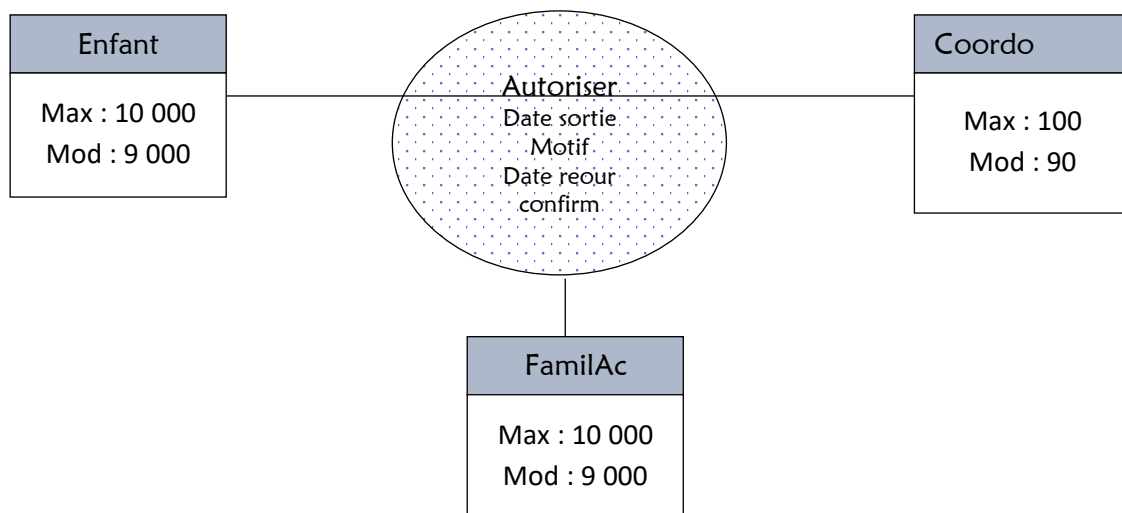 Enfant
Max : 10 000
Mod : 9 000
Autoriser
Date sortie
Motif
Date reour
confirm
Coordo
Max : 100
Mod : 90
FamilAc
Max : 10 000
Mod : 9 000